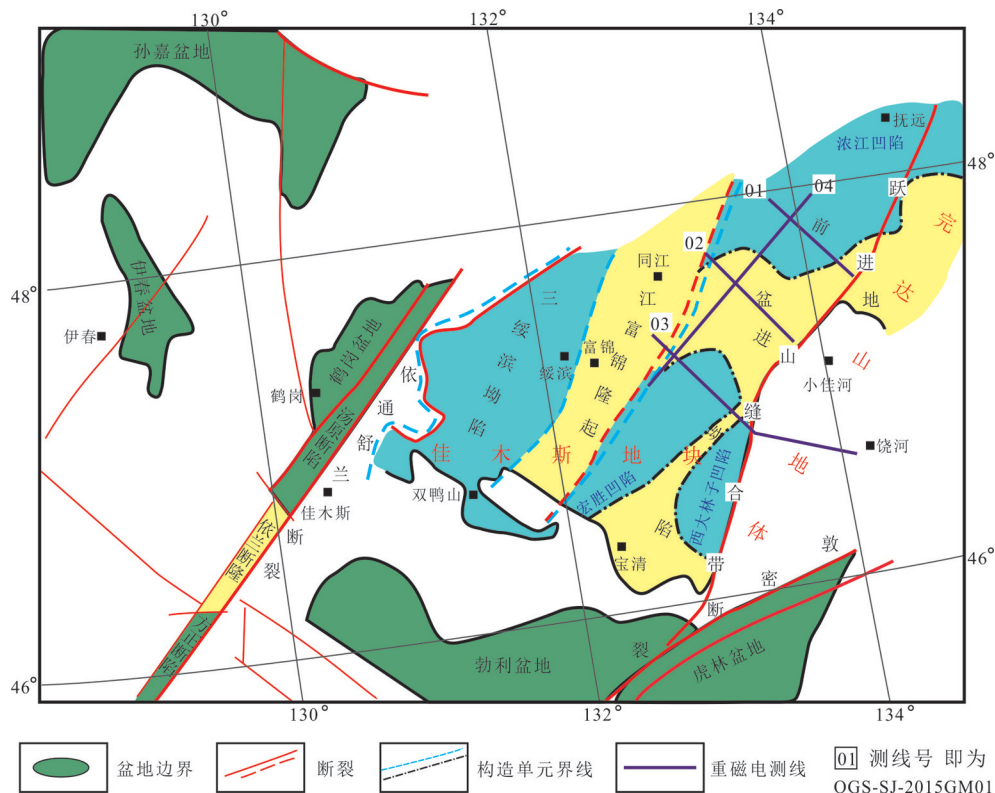 130°
132°
134°
孙嘉盆地
抚远
浓江凹陷
48°
01
04
跃
前
完
02
同江
进
达
伊春盆地
48°
三
江
盆
地
03
绥
富
进
山
伊春
鹤岗盆地
依
滨
富锦
锦
山
小佳河
绥滨
鹤岗
通
坳
隆
缝
汤原断陷
舒
陷
起
幼
饶河
佳木斯地块
地
兰
双鸭山
宏胜凹陷
西大林子凹陷
合
佳木斯
陷
体
断
依兰断隆
裂
宝清
带
敦
46°
密
断
方正断陷
裂
勃利盆地
虎林盆地
46°
130°
132°
134°
盆地边界
断裂
构造单元界线
重磁电测线
01 测线号 即为
OGS-SJ-2015GM01